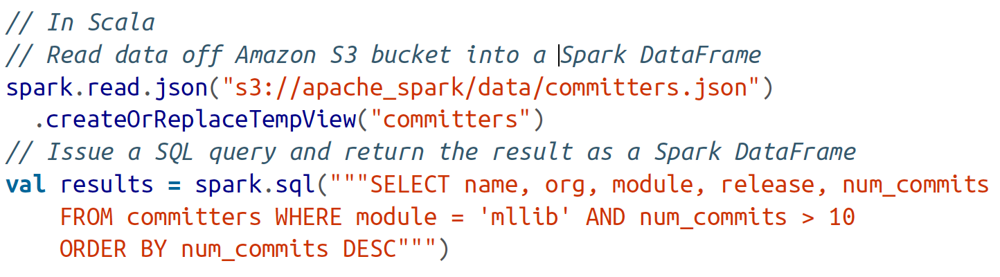 // In Scala
// Read data off Amazon S3 bucket into a Spark DataFrame
spark.read.json("s3://apache_spark/data/committers.json")
  .createOrReplaceTempView("committers")
// Issue a SQL query and return the result as a Spark DataFrame
val results = spark.sql("""SELECT name, org, module, release, num_commits
    FROM committers WHERE module = 'mllib' AND num_commits > 10
    ORDER BY num_commits DESC""")